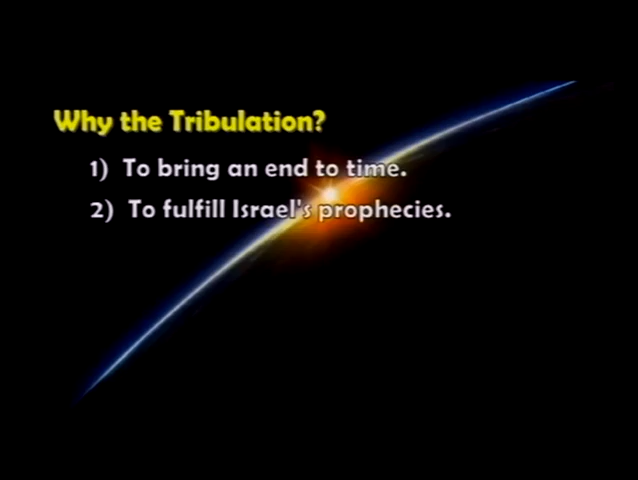 Why the Tribulation?
1) To bring an end to time.
2) To fulfill Israel's prophecies.